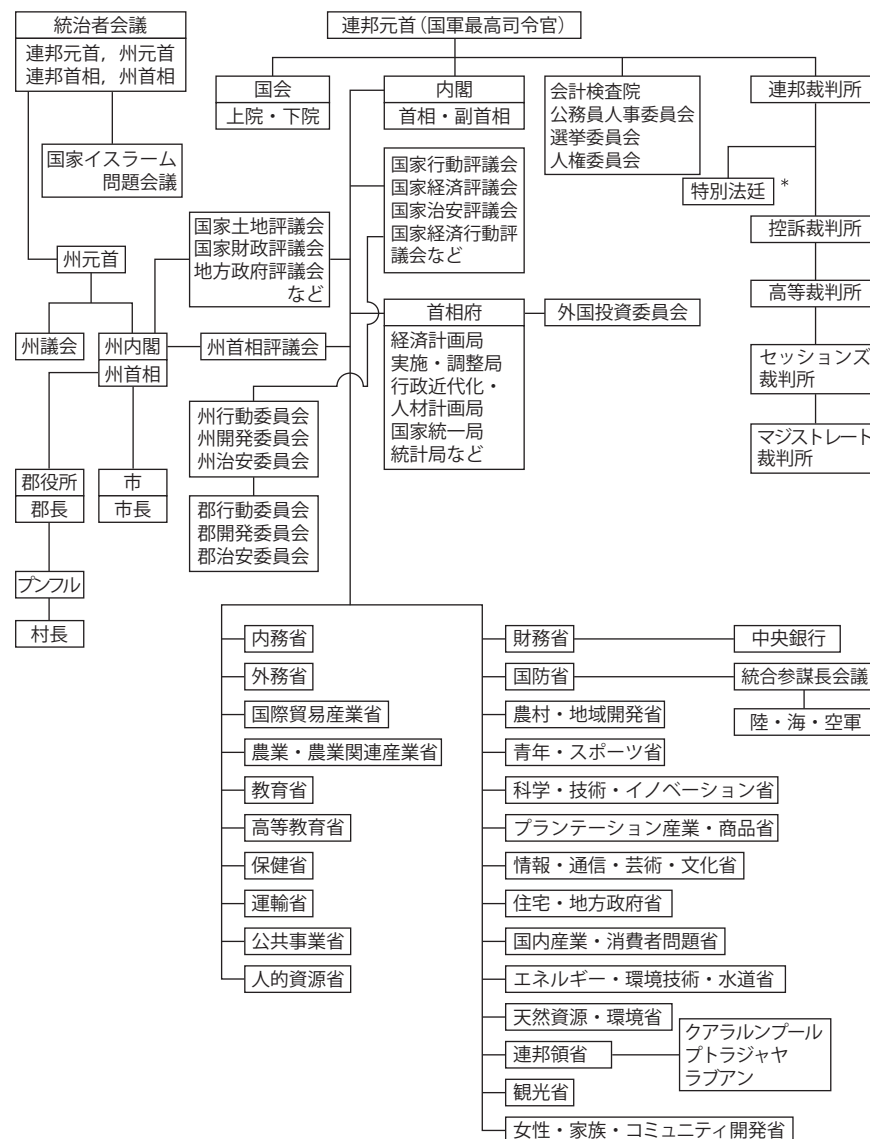 統治者会議
連邦元首，州元首
連邦首相，州首相
国家イスラーム
問題会議
連邦元首(国軍最高司令官)
国会
上院・下院
内閣
首相・副首相
会計検査院
公務員人事委員会
選挙委員会
人権委員会
連邦裁判所
特別法廷 *
控訴裁判所
高等裁判所
セッションズ
裁判所
マジストレート
裁判所
国家行動評議会
国家経済評議会
国家治安評議会
国家経済行動評
議会など
国家土地評議会
国家財政評議会
地方政府評議会
など
州元首
州議会
州内閣
州首相
州首相評議会
首相府
経済計画局
実施・調整局
行政近代化・
人材計画局
国家統一局
統計局など
外国投資委員会
州行動委員会
州開発委員会
州治安委員会
郡行動委員会
郡開発委員会
郡治安委員会
郡役所
郡長
市
市長
プンフル
村長
内務省
外務省
国際貿易産業省
農業・農業関連産業省
教育省
高等教育省
保健省
運輸省
公共事業省
人的資源省
財務省
中央銀行
国防省
統合参謀長会議
陸・海・空軍
農村・地域開発省
青年・スポーツ省
科学・技術・イノベーション省
プランテーション産業・商品省
情報・通信・芸術・文化省
住宅・地方政府省
国内産業・消費者問題省
エネルギー・環境技術・水道省
天然資源・環境省
連邦領省
クアラルンプール
プトラジャヤ
ラブアン
観光省
女性・家族・コミュニティ開発省